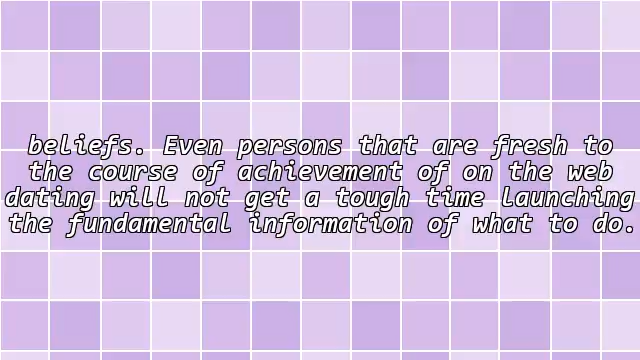 beliefs. Even persons that are fresh to
the course of achievement of on the web
dating will not get a tough time launching
the fundamental information of what to do.